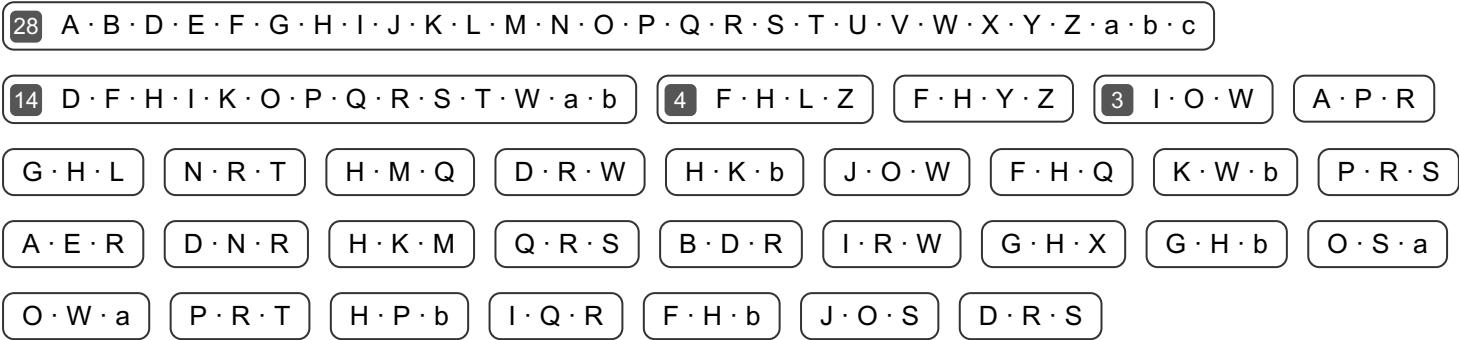 28 A · B · D · E · F · G · H · I · J · K · L · M · N · O · P · Q · R · S · T · U · V · W · X · Y · Z · a · b · c
14 D · F · H · I · K · O · P · Q · R · S · T · W · a · b 4 F · H · L · Z F · H · Y · Z 3 I · O · W A · P · R
G · H · L N · R · T H · M · Q D · R · W H · K · b J · O · W F · H · Q K · W · b P · R · S
A · E · R D · N · R H · K · M Q · R · S B · D · R I · R · W G · H · X G · H · b O · S · a
O · W · a P · R · T H · P · b I · Q · R F · H · b J · O · S D · R · S